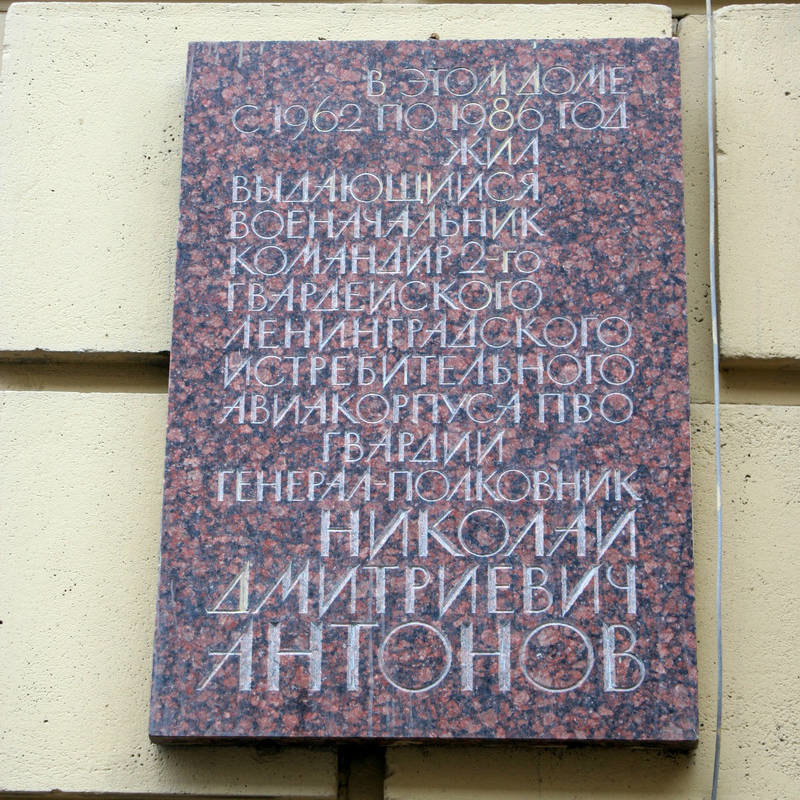 В ЭТОМ ДОМЕ
С 1962 ПО 1986 ГОД
ЖИЛ
ВЫДАЮЩИЙСЯ
ВОЕНАЧАЛЬНИК
КОМАНДИР 2-го
ГВАРДЕЙСКОГО
ЛЕНИНГРАДСКОГО
ИСТРЕБИТЕЛЬНОГО
АВИАКОРПУСА ПВО
ГВАРДИИ
ГЕНЕРАЛ-ПОЛКОВНИК
НИКОЛАЙ
ДМИТРИЕВИЧ
АНТОНОВ